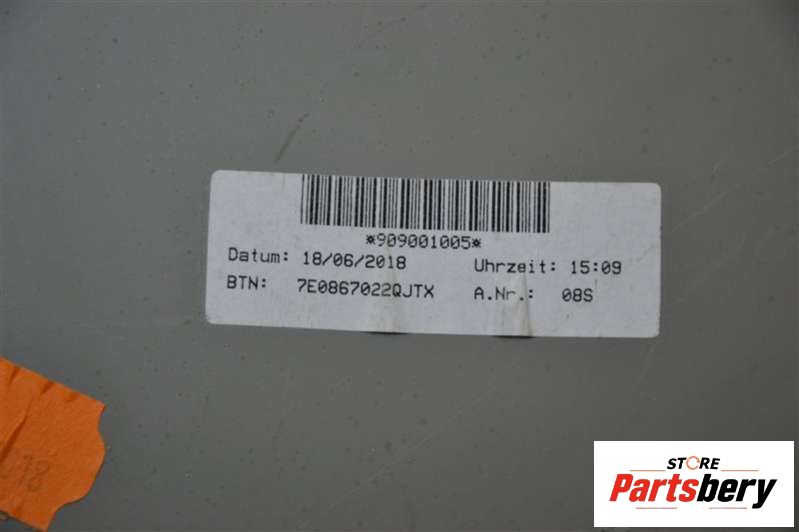 *909001005*
Datum: 18/06/2018 Uhrzeit: 15:09
BTN: 7E0867022QJTX A.Nr.: 08S
STORE
Partsbery